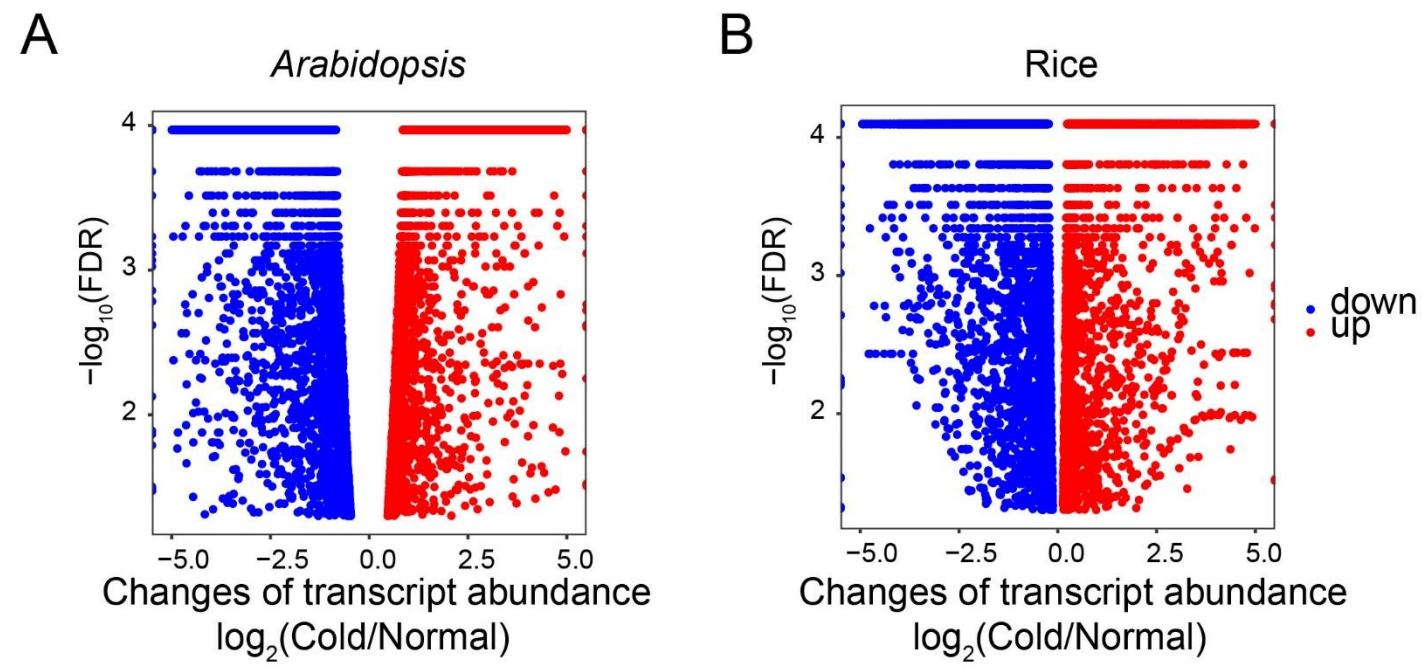 A
Arabidopsis
−log10(FDR)
4
3
2
−5.0 −2.5 0.0 2.5 5.0
Changes of transcript abundance
log2(Cold/Normal)
B
Rice
−log10(FDR)
4
3
2
−5.0 −2.5 0.0 2.5 5.0
Changes of transcript abundance
log2(Cold/Normal)
down
up